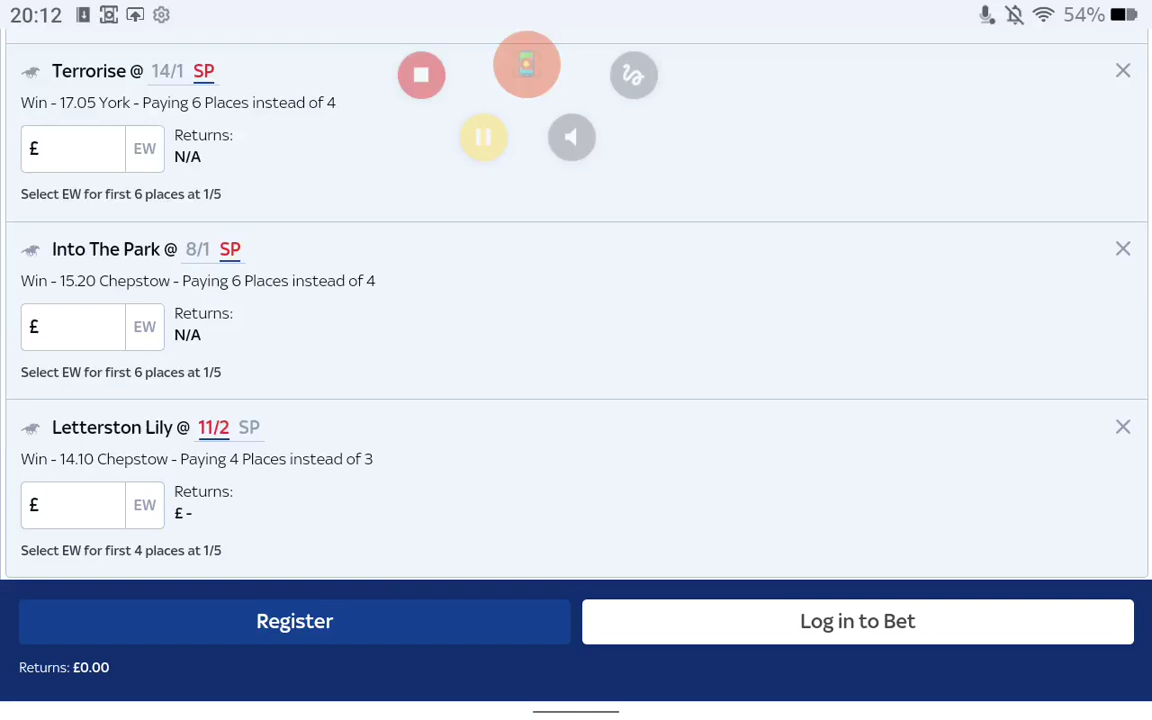 20:12
54%
Terrorise @ 14/1 SP
Win - 17.05 York - Paying 6 Places instead of 4
£ EW
Returns:
N/A
Select EW for first 6 places at 1/5
Into The Park @ 8/1 SP
Win - 15.20 Chepstow - Paying 6 Places instead of 4
£ EW
Returns:
N/A
Select EW for first 6 places at 1/5
Letterston Lily @ 11/2 SP
Win - 14.10 Chepstow - Paying 4 Places instead of 3
£ EW
Returns:
£ -
Select EW for first 4 places at 1/5
Register
Log in to Bet
Returns: £0.00